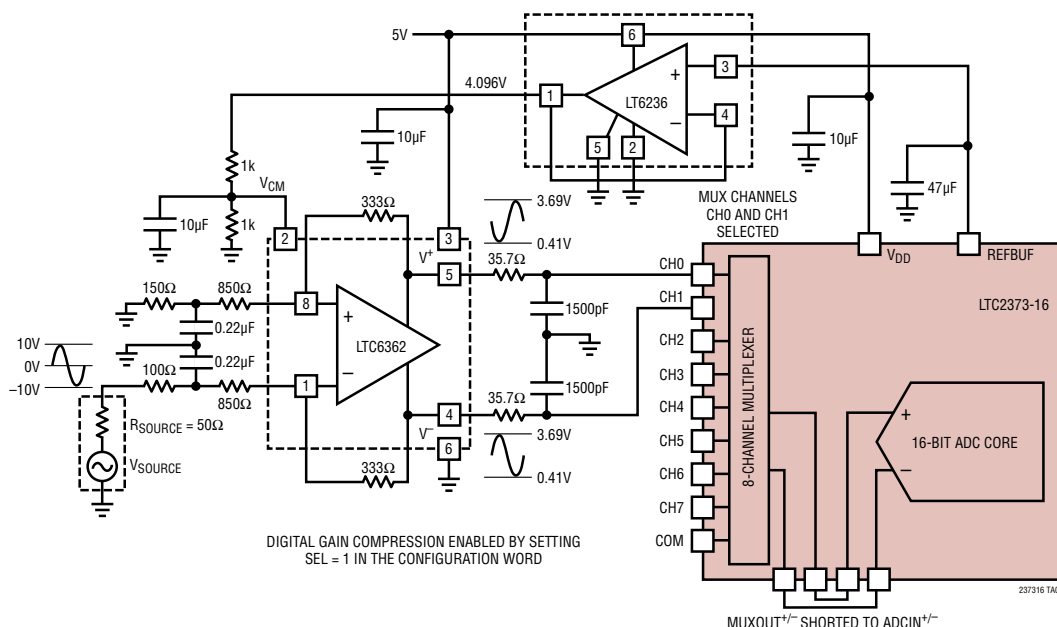 5V
6
3
4.096V
1
+
LT6236
–
4
5
2
10µF
10µF
47µF
1k
VCM
1k
10µF
333Ω
2
3
V+
5
3.69V
0.41V
35.7Ω
MUX CHANNELS
CH0 AND CH1
SELECTED
VDD
REFBUF
LTC2373-16
150Ω
850Ω
8
+
LTC6362
–
0.22µF
0.22µF
10V
0V
–10V
100Ω
850Ω
1
1500pF
1500pF
35.7Ω
4
V–
6
3.69V
0.41V
RSOURCE = 50Ω
VSOURCE
333Ω
CH0
CH1
CH2
CH3
CH4
CH5
CH6
CH7
COM
8-CHANNEL MULTIPLEXER
+
16-BIT ADC CORE
–
DIGITAL GAIN COMPRESSION ENABLED BY SETTING
SEL = 1 IN THE CONFIGURATION WORD
237316 TA0
MUXOUT+/– SHORTED TO ADCIN+/–